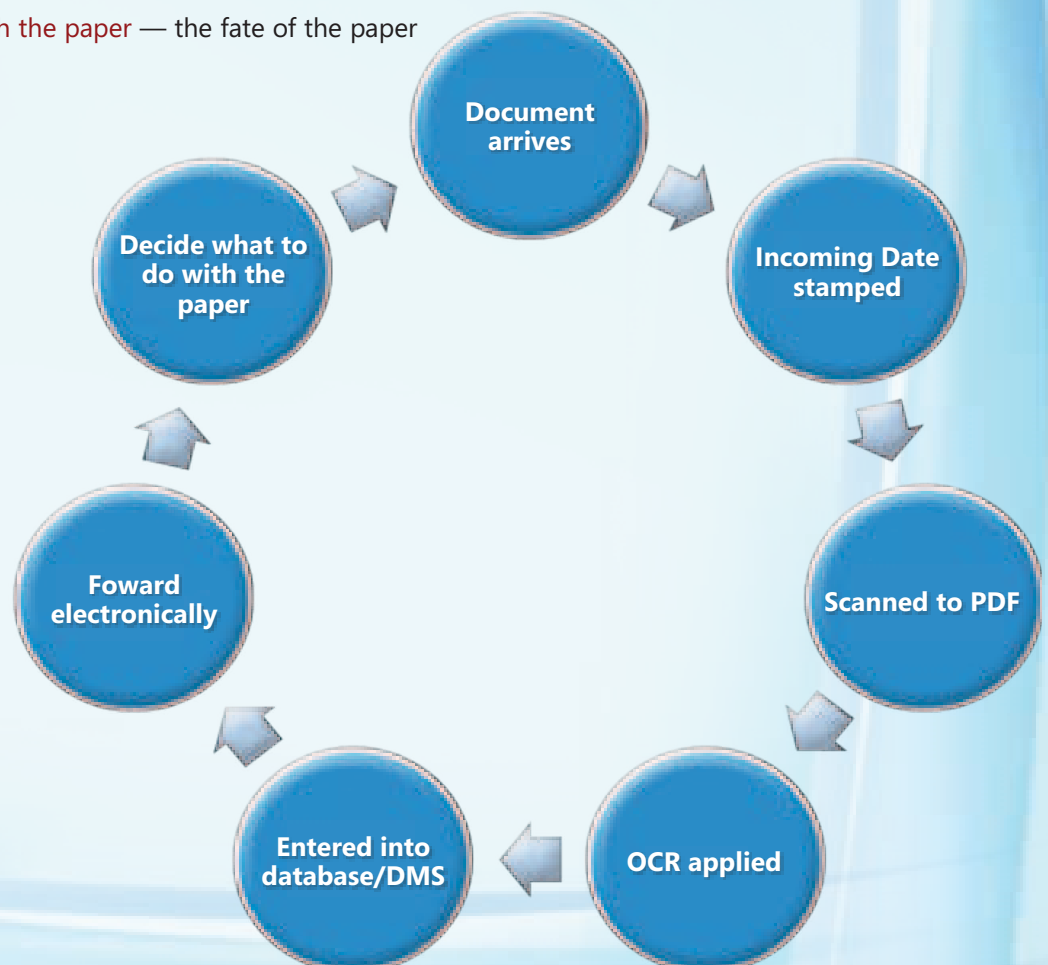 the paper — the fate of the paper
Document
arrives
Incoming Date
stamped
Scanned to PDF
OCR applied
Entered into
database/DMS
Foward
electronically
Decide what to
do with the
paper